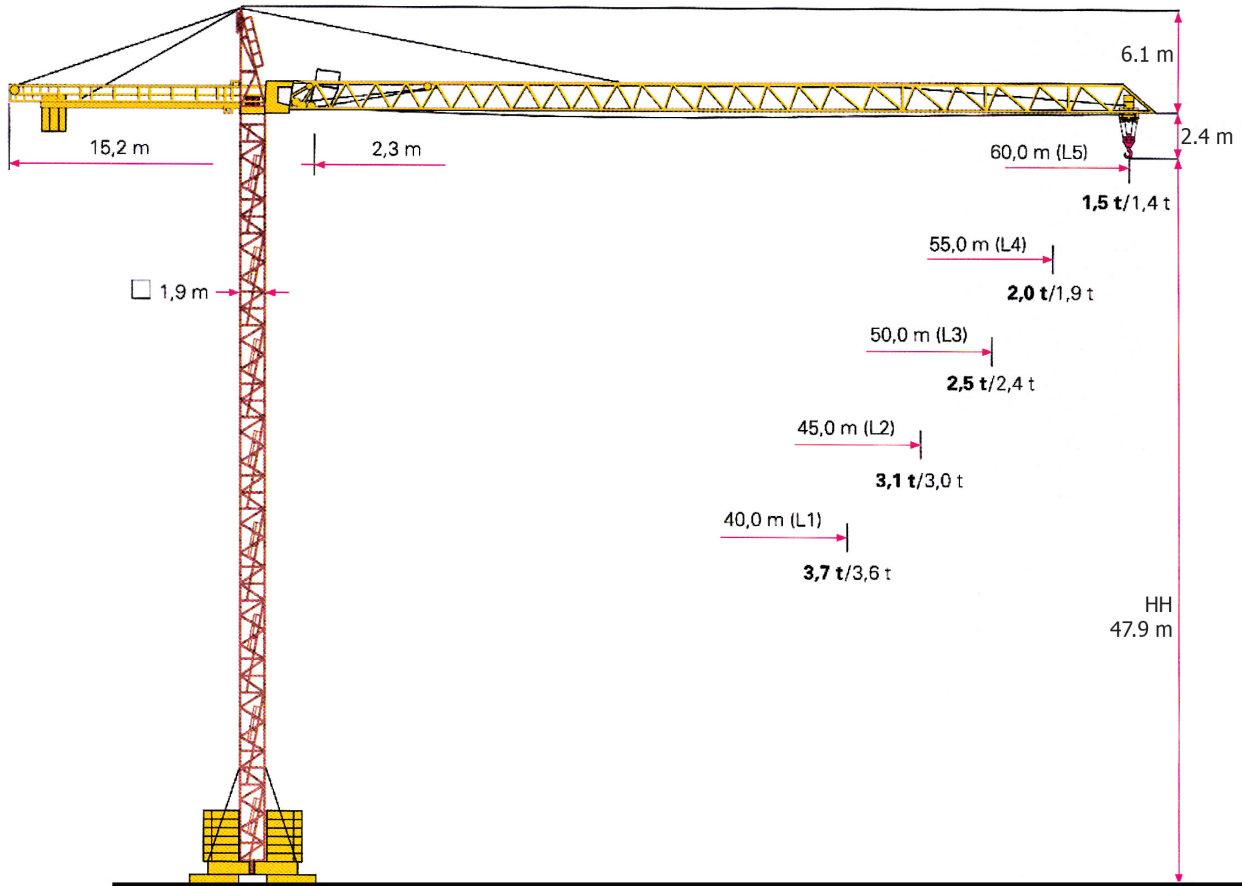 6.1 m
2.4 m
15,2 m
2,3 m
60,0 m (L5)
1,5 t/1,4 t
55,0 m (L4)
2,0 t/1,9 t
1,9 m
50,0 m (L3)
2,5 t/2,4 t
45,0 m (L2)
3,1 t/3,0 t
40,0 m (L1)
3,7 t/3,6 t
HH
47.9 m